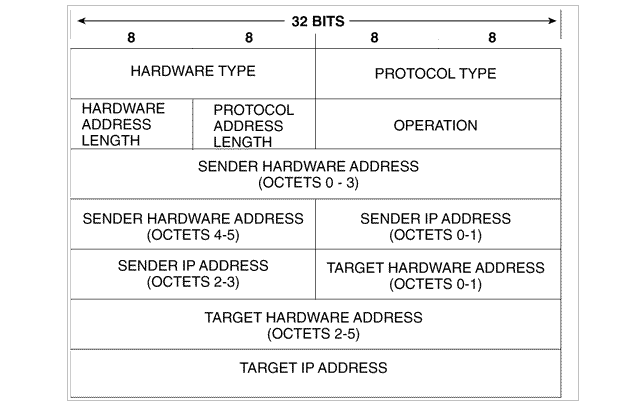 32 BITS
8 8 8 8
HARDWARE TYPE
PROTOCOL TYPE
HARDWARE
ADDRESS
LENGTH
PROTOCOL
ADDRESS
LENGTH
OPERATION
SENDER HARDWARE ADDRESS
(OCTETS 0 - 3)
SENDER HARDWARE ADDRESS
(OCTETS 4-5)
SENDER IP ADDRESS
(OCTETS 0-1)
SENDER IP ADDRESS
(OCTETS 2-3)
TARGET HARDWARE ADDRESS
(OCTETS 0-1)
TARGET HARDWARE ADDRESS
(OCTETS 2-5)
TARGET IP ADDRESS